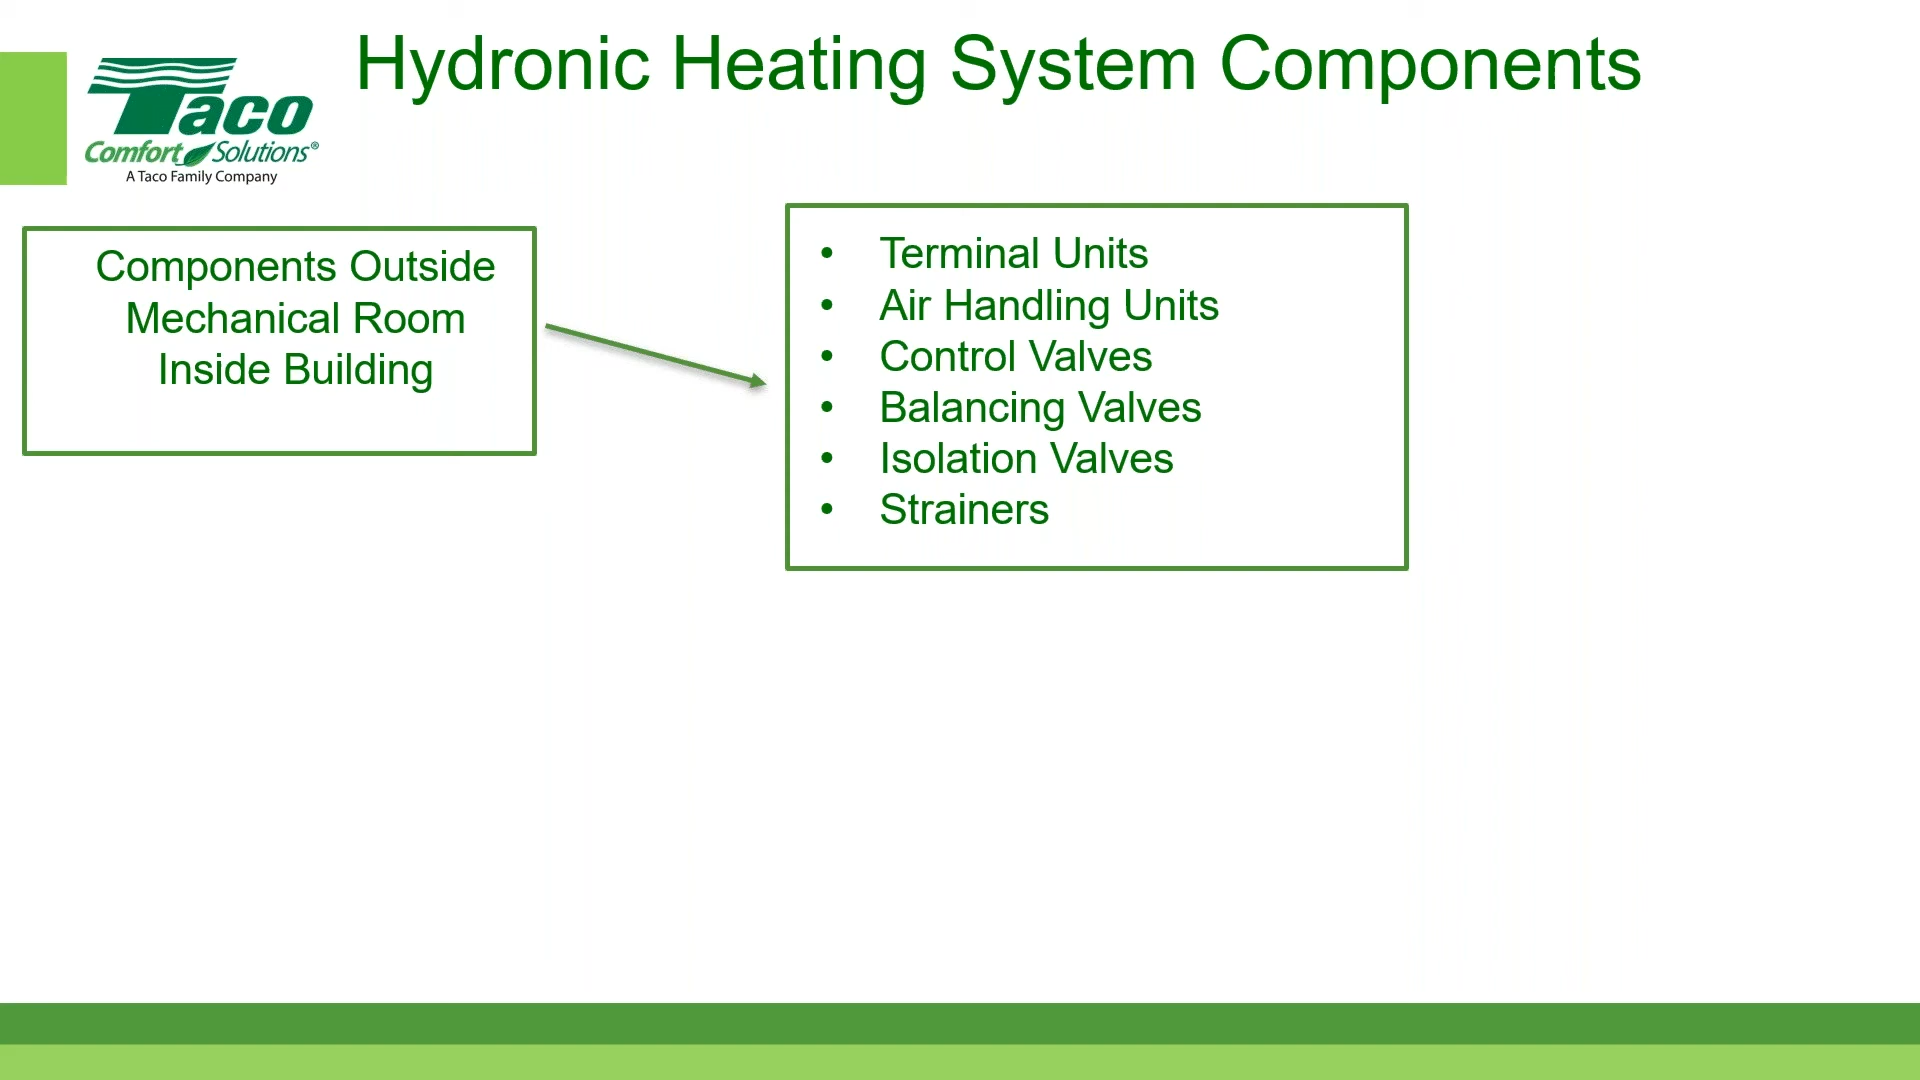 Hydronic Heating System Components
Taco
Comfort Solutions®
A Taco Family Company
Components Outside
Mechanical Room
Inside Building
• Terminal Units
• Air Handling Units
• Control Valves
• Balancing Valves
• Isolation Valves
• Strainers